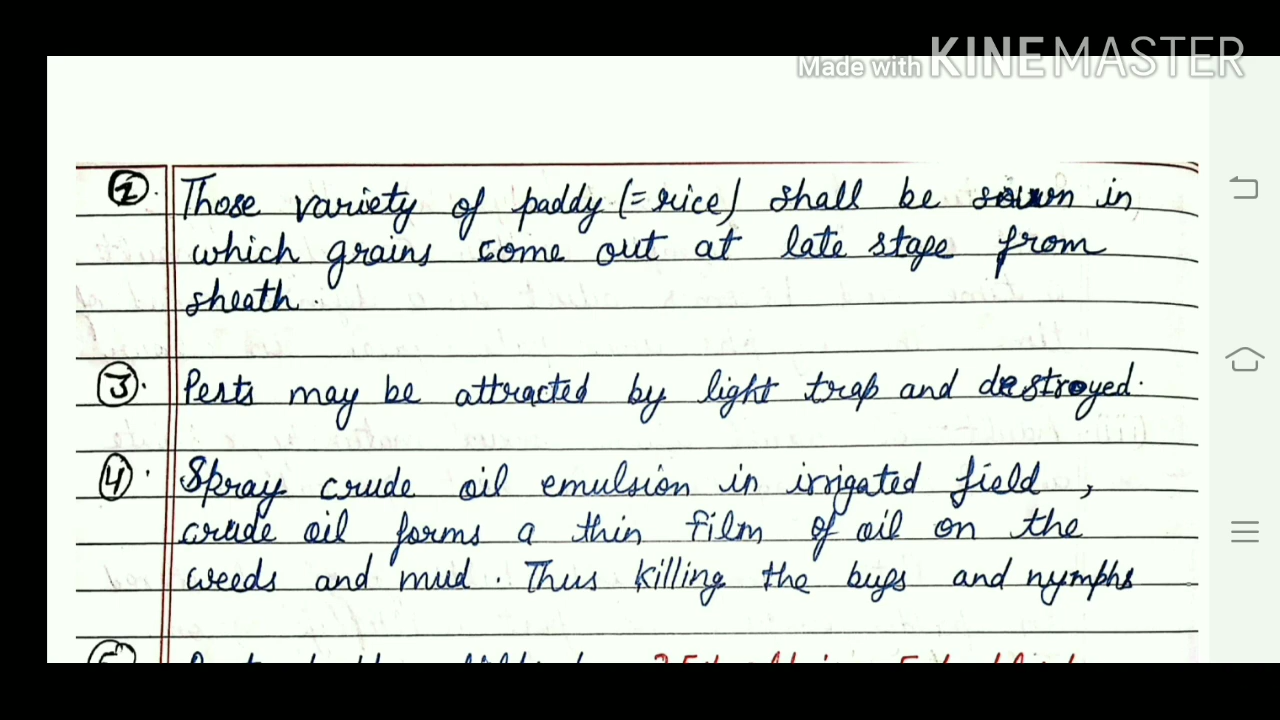 Made with KINEMASTER
2. Those variety of paddy (= rice) shall be sown in
which grains come out at late stage from
sheath.
3. Pests may be attracted by light trap and destroyed.
4. Spray crude oil emulsion in irrigated field,
crude oil forms a thin film of oil on the
weeds and mud. Thus killing the bugs and nymphs